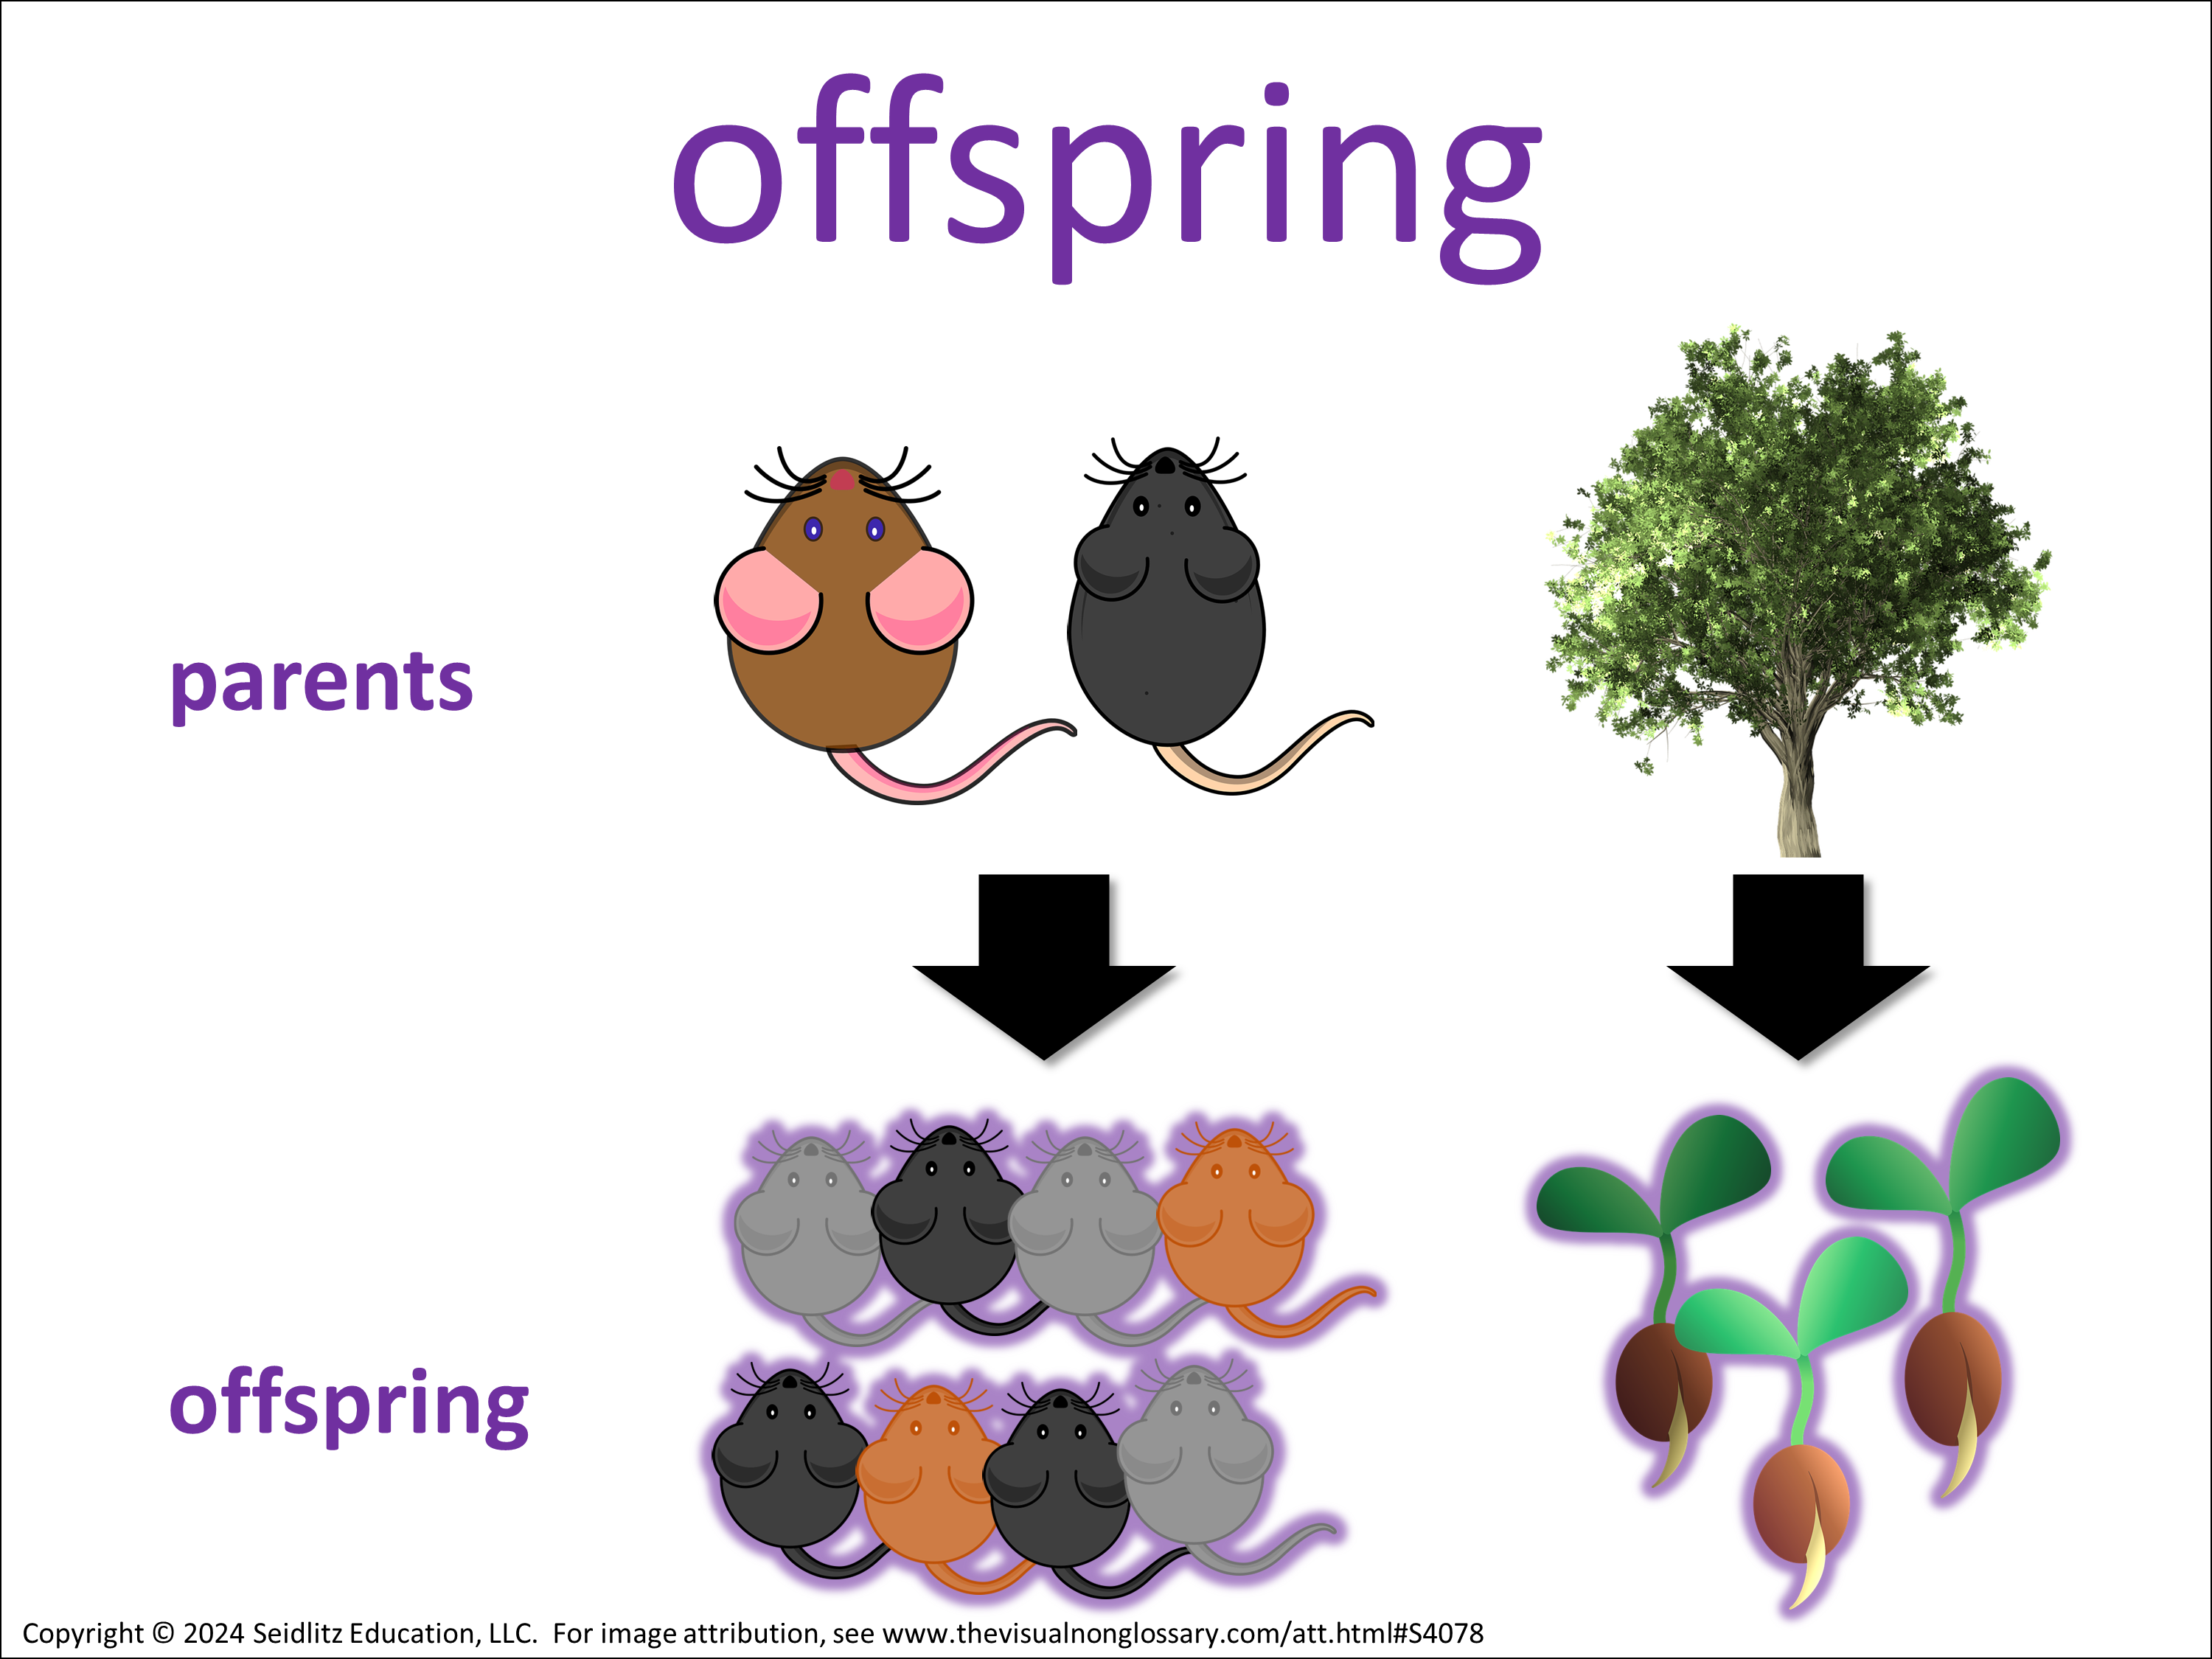 offspring
parents
offspring
Copyright © 2024 Seidlitz Education, LLC.  For image attribution, see www.thevisualnonglossary.com/att.html#S4078